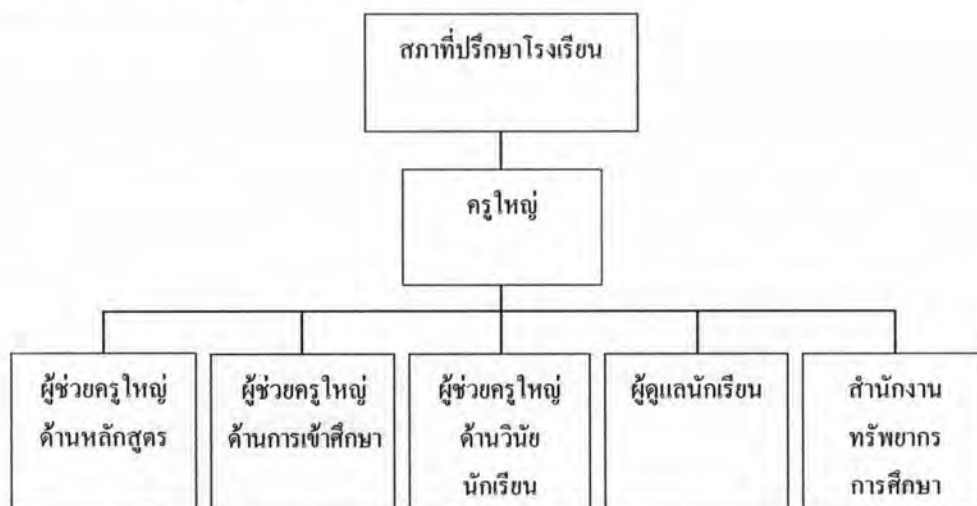 สภาที่ปรึกษาโรงเรียน
ครูใหญ่
ผู้ช่วยครูใหญ่
ด้านหลักสูตร
ผู้ช่วยครูใหญ่
ด้านการเข้าศึกษา
ผู้ช่วยครูใหญ่
ด้านวินัย
นักเรียน
ผู้ดูแลนักเรียน
สำนักงาน
ทรัพยากร
การศึกษา